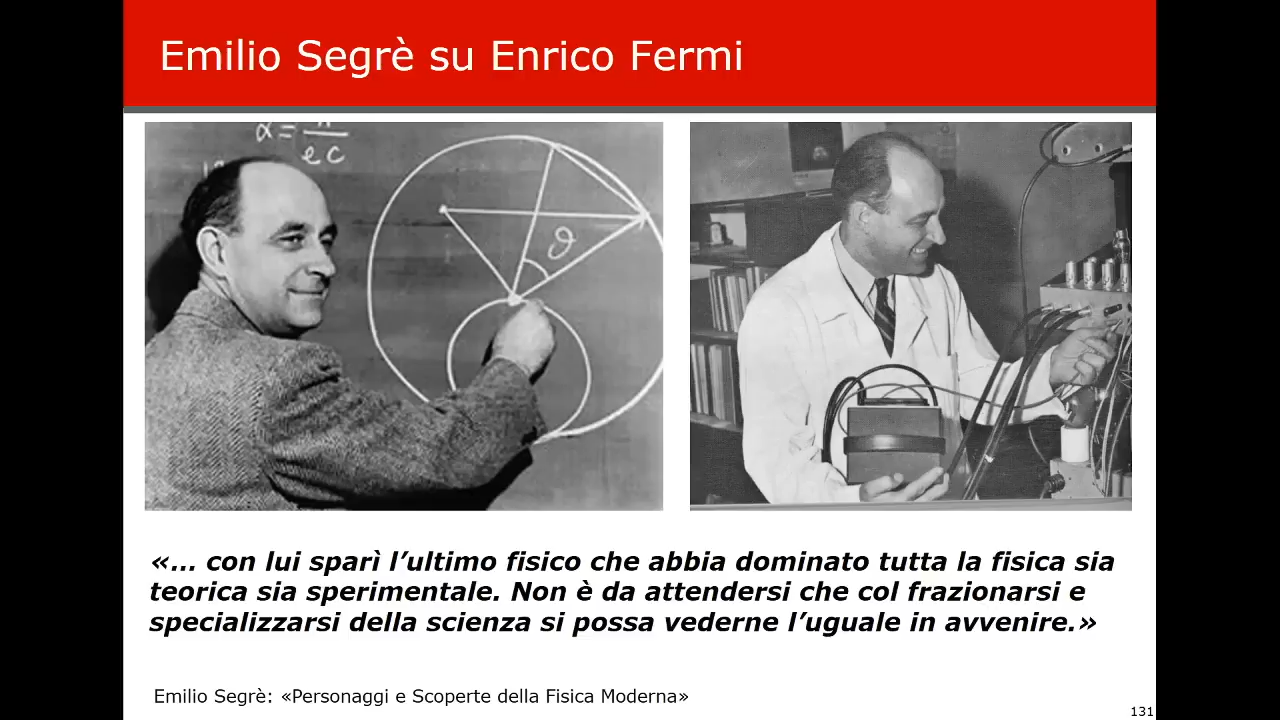 Emilio Segrè su Enrico Fermi
α =
ec
ϑ
«... con lui sparì l’ultimo fisico che abbia dominato tutta la fisica sia
teorica sia sperimentale. Non è da attendersi che col frazionarsi e
specializzarsi della scienza si possa vederne l’uguale in avvenire.»
Emilio Segrè: «Personaggi e Scoperte della Fisica Moderna»
131